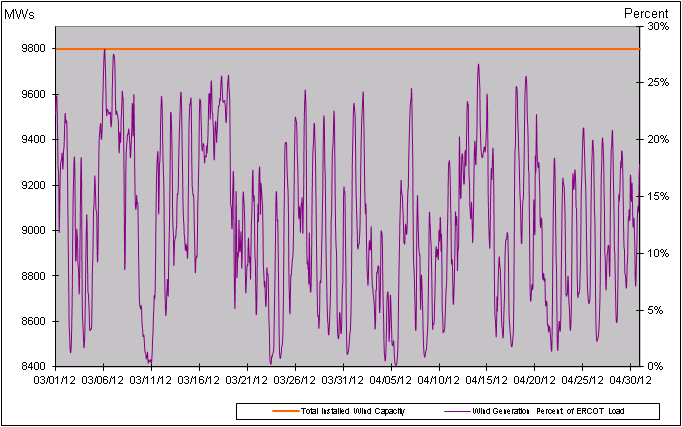 MWs Percent
9800 30%
9600 25%
9400 20%
9200 15%
9000 10%
8800 5%
8600 0%
8400
03/01/12 03/06/12 03/11/12 03/16/12 03/21/12 03/26/12 03/31/12 04/05/12 04/10/12 04/15/12 04/20/12 04/25/12 04/30/12
Total Installed Wind Capacity Wind Generation Percent of ERCOT Load